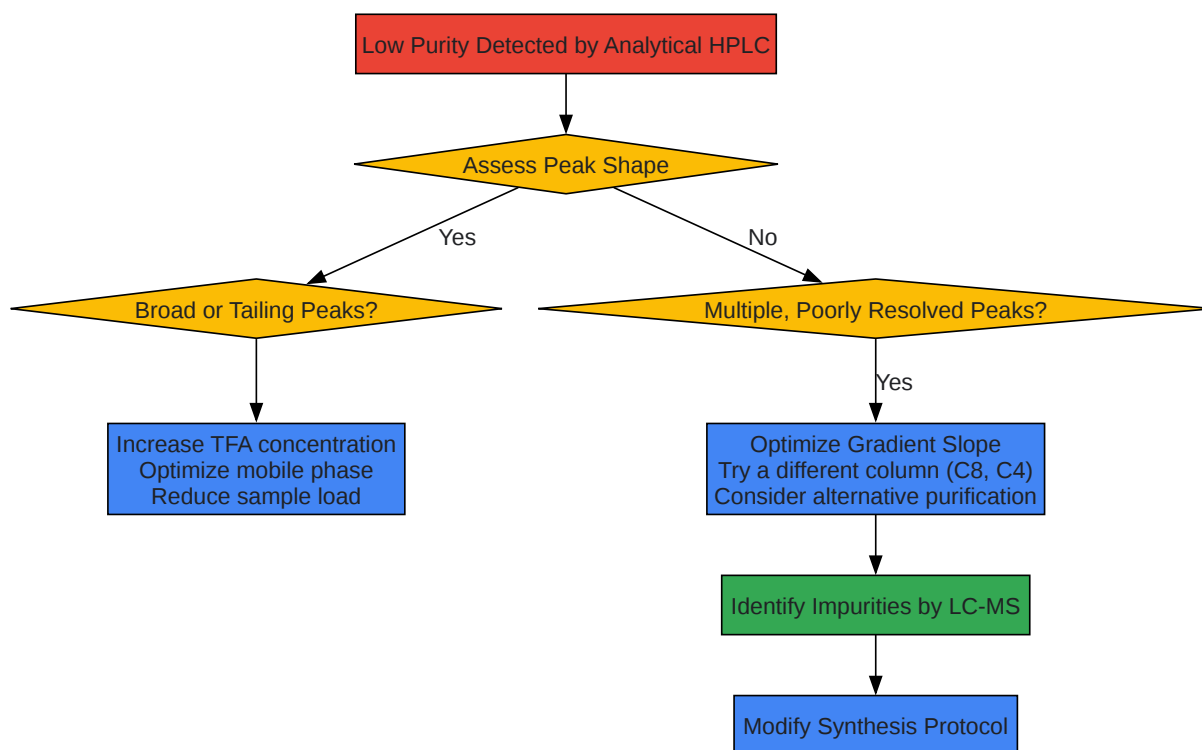 Low Purity Detected by Analytical HPLC
Assess Peak Shape
Yes
No
Broad or Tailing Peaks?
Multiple, Poorly Resolved Peaks?
Yes
Increase TFA concentration
Optimize mobile phase
Reduce sample load
Optimize Gradient Slope
Try a different column (C8, C4)
Consider alternative purification
Identify Impurities by LC-MS
Modify Synthesis Protocol